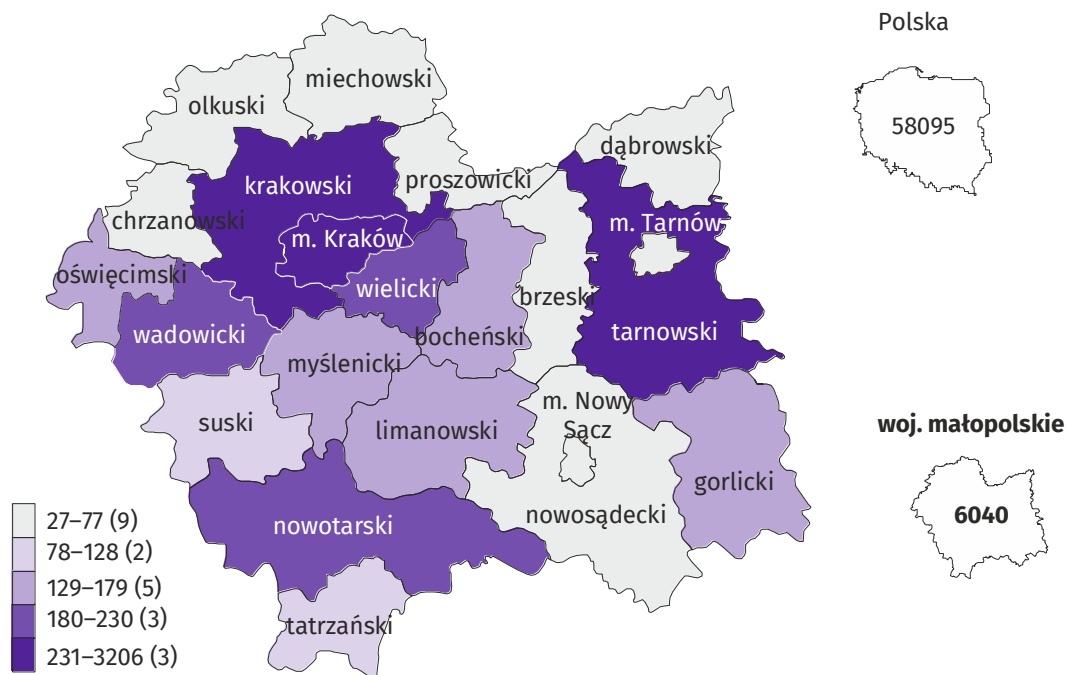 Polska
58095
miechowski
olkuski
dąbrowski
proszowicki
krakowski
chrzanowski
m. Tarnów
m. Kraków
oświęcimski
wielicki
brzeski
wadowicki
bocheński
tarnowski
myślenicki
m. Nowy
Sącz
suski
limanowski
woj. małopolskie
gorlicki
6040
nowotarski
nowosądecki
tatrzański
27–77 (9)
78–128 (2)
129–179 (5)
180–230 (3)
231–3206 (3)